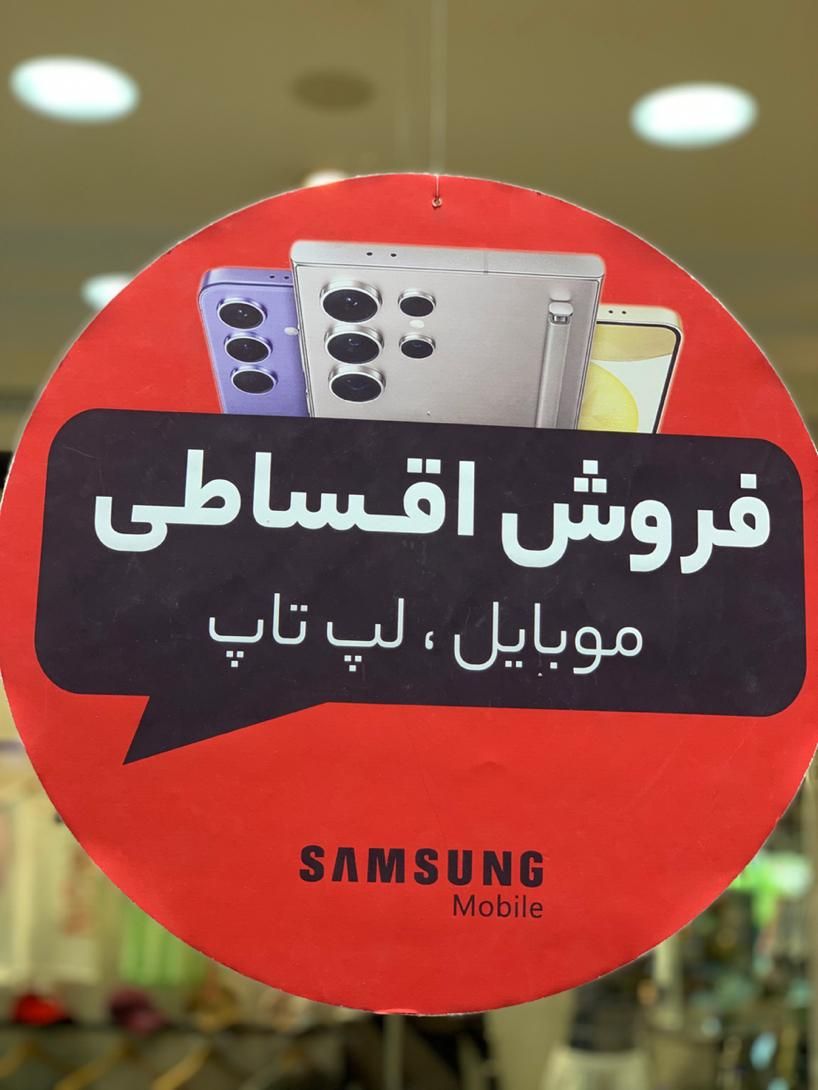 فروش اقساطی
موبایل ، لپ تاپ
SAMSUNG
Mobile